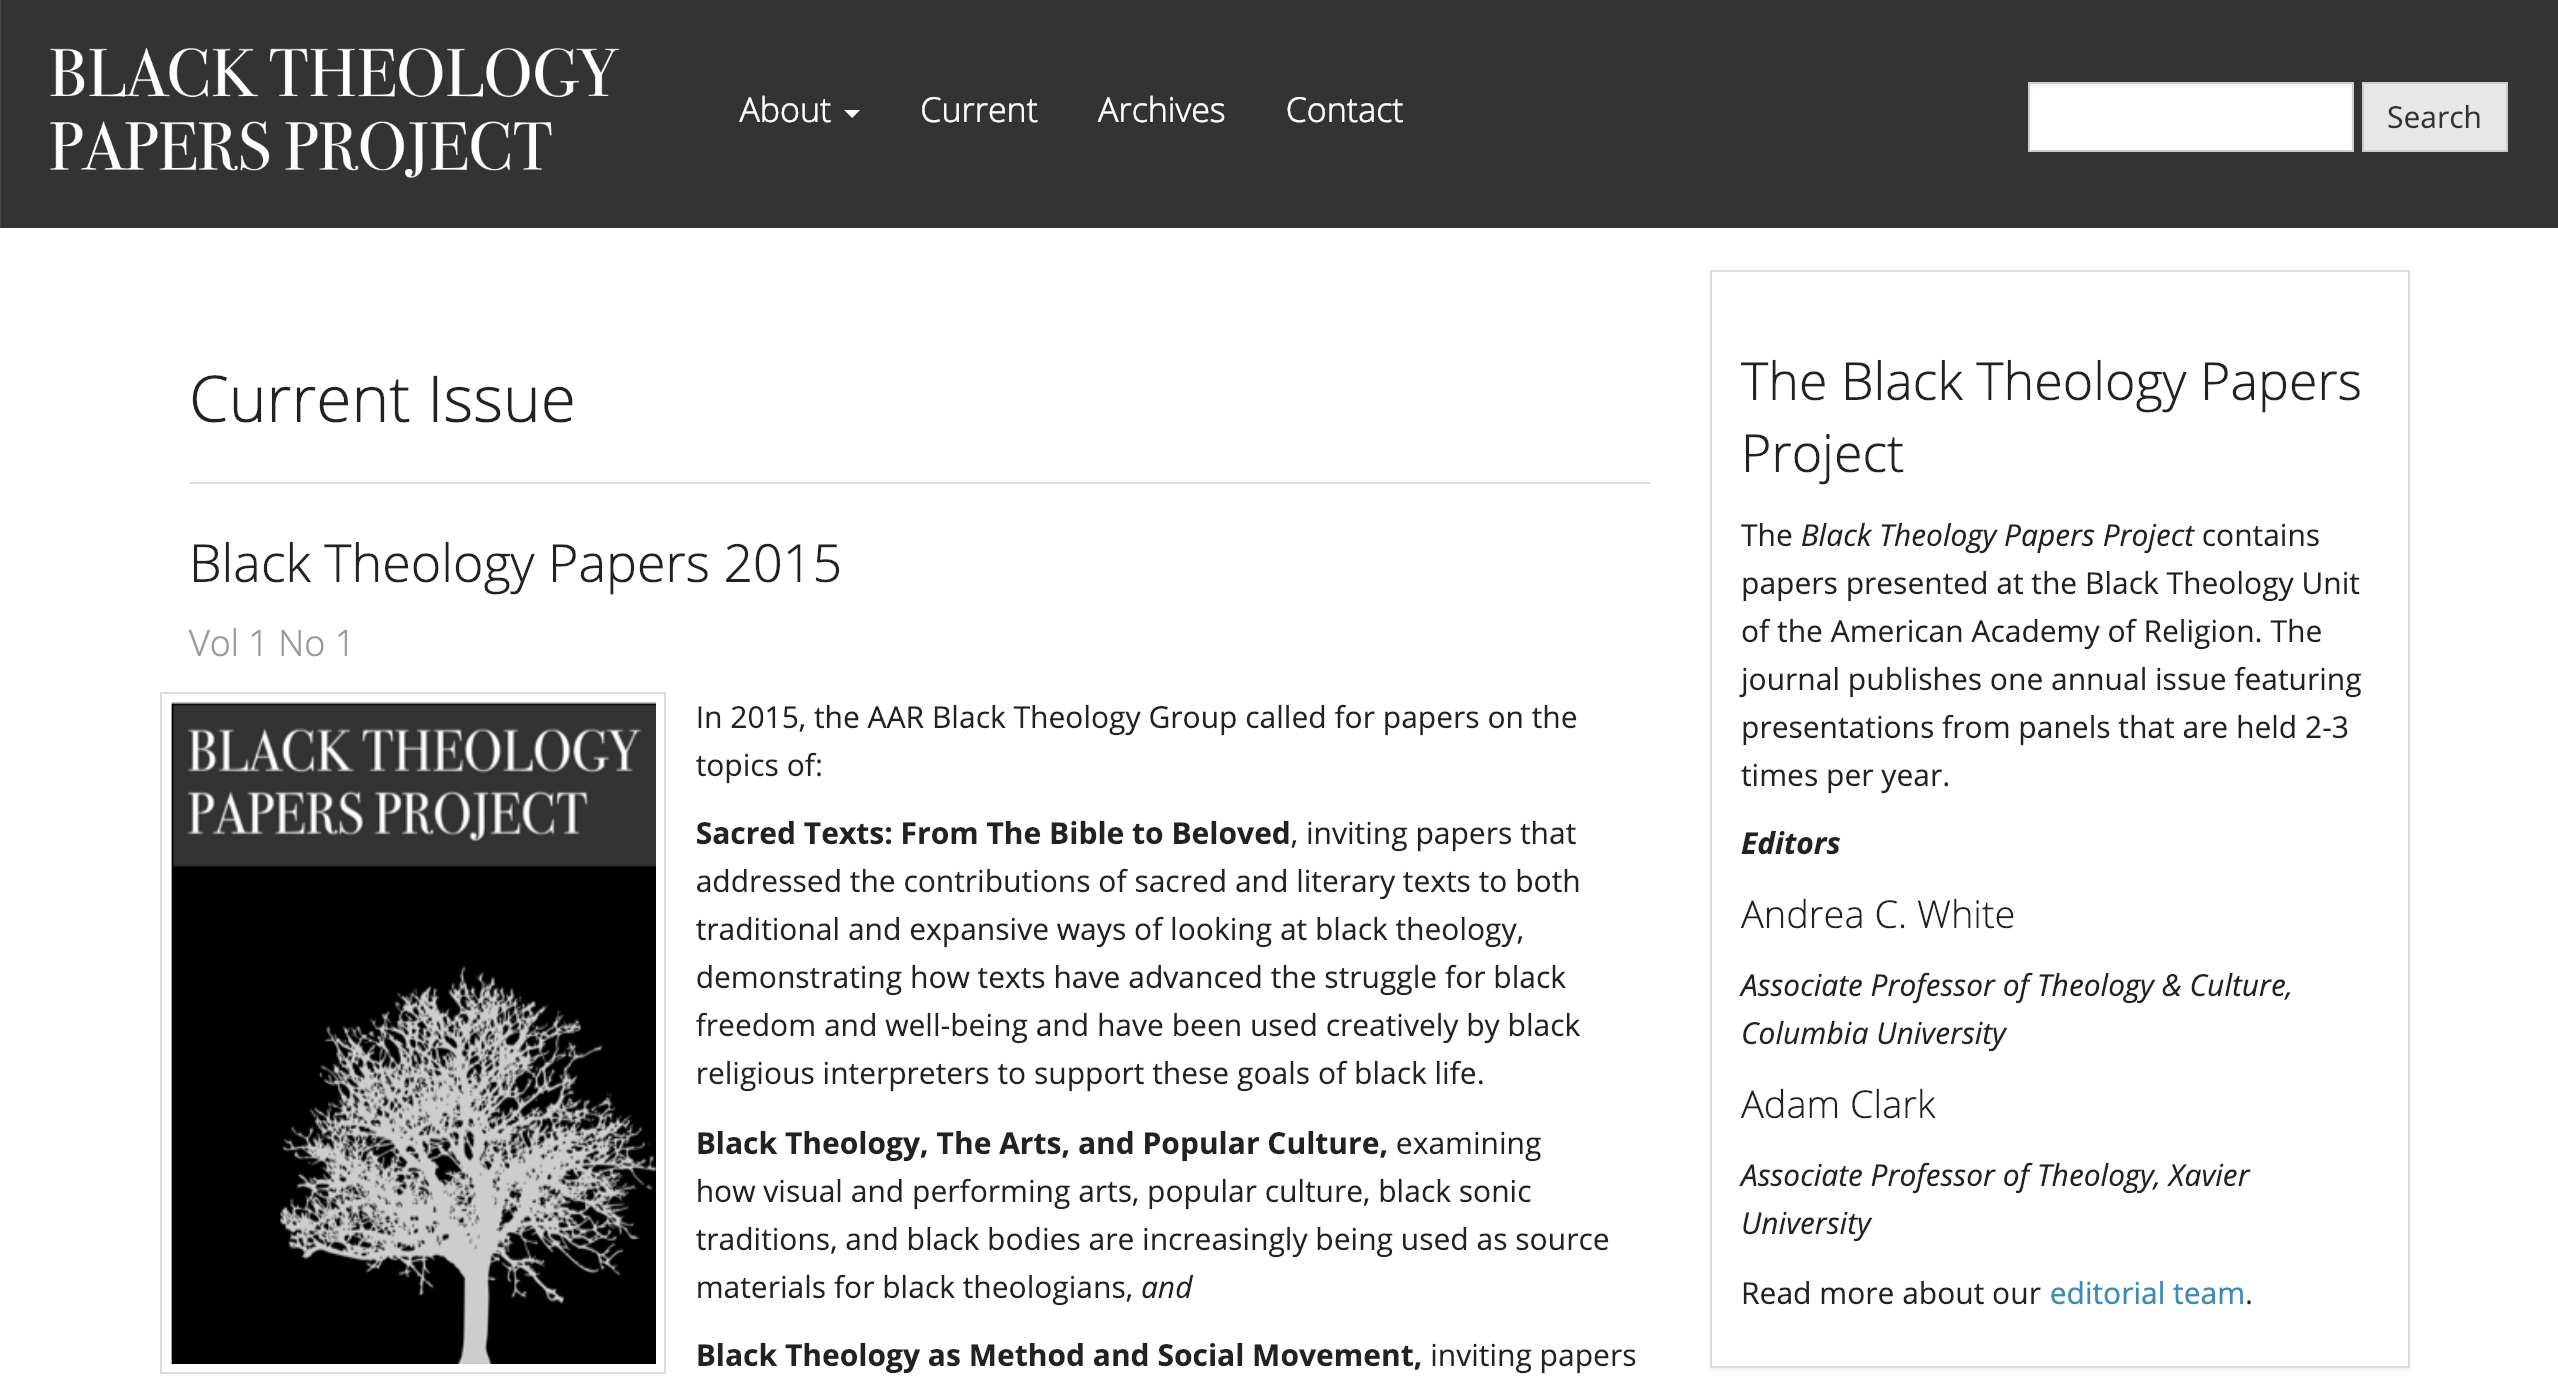 BLACK THEOLOGY
PAPERS PROJECT
About
Current
Archives
Contact
Search
Current Issue
Black Theology Papers 2015
Vol 1 No 1
BLACK THEOLOGY
PAPERS PROJECT
In 2015, the AAR Black Theology Group called for papers on the
topics of:
Sacred Texts: From The Bible to Beloved, inviting papers that
addressed the contributions of sacred and literary texts to both
traditional and expansive ways of looking at black theology,
demonstrating how texts have advanced the struggle for black
freedom and well-being and have been used creatively by black
religious interpreters to support these goals of black life.
Black Theology, The Arts, and Popular Culture, examining
how visual and performing arts, popular culture, black sonic
traditions, and black bodies are increasingly being used as source
materials for black theologians, and
Black Theology as Method and Social Movement, inviting papers
The Black Theology Papers
Project
The Black Theology Papers Project contains
papers presented at the Black Theology Unit
of the American Academy of Religion. The
journal publishes one annual issue featuring
presentations from panels that are held 2-3
times per year.
Editors
Andrea C. White
Associate Professor of Theology & Culture,
Columbia University
Adam Clark
Associate Professor of Theology, Xavier
University
Read more about our editorial team.